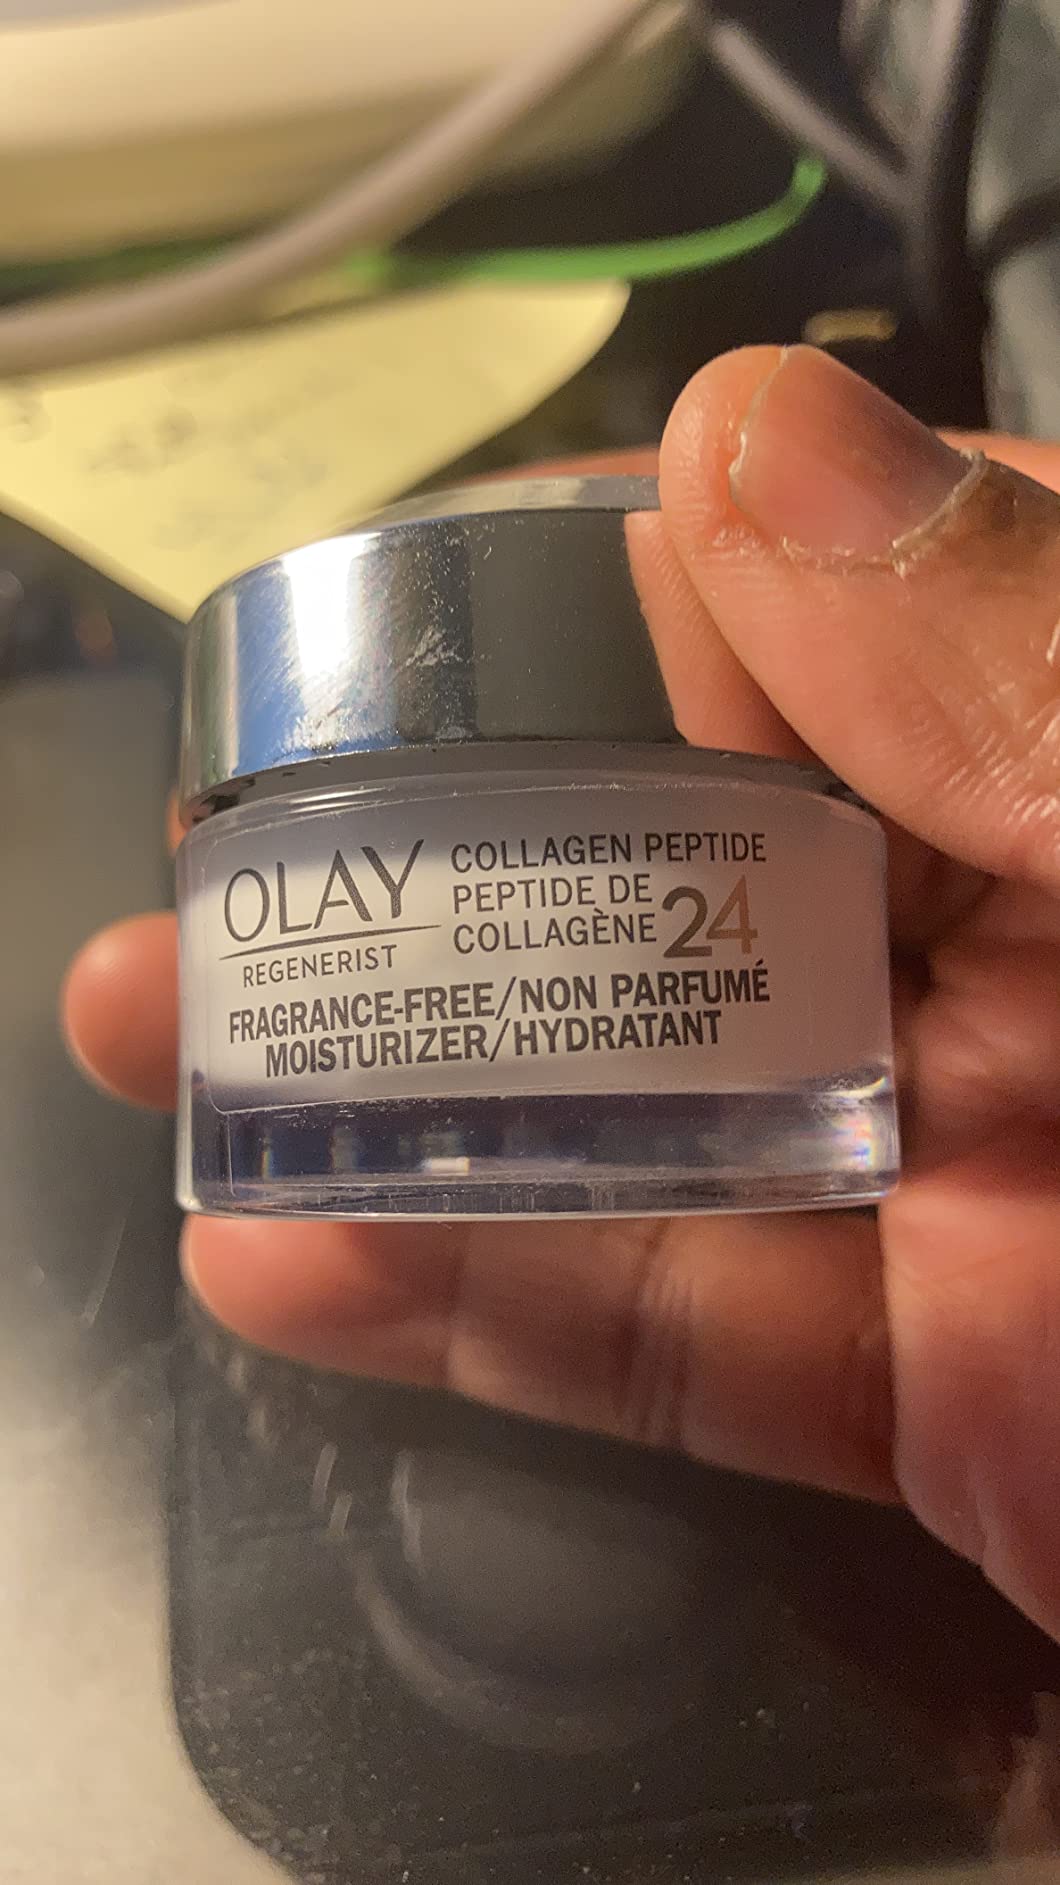 OLAY
REGENERIST
COLLAGEN PEPTIDE
PEPTIDE DE
COLLAGÈNE 24
FRAGRANCE-FREE/NON PARFUMÉ
MOISTURIZER/HYDRATANT